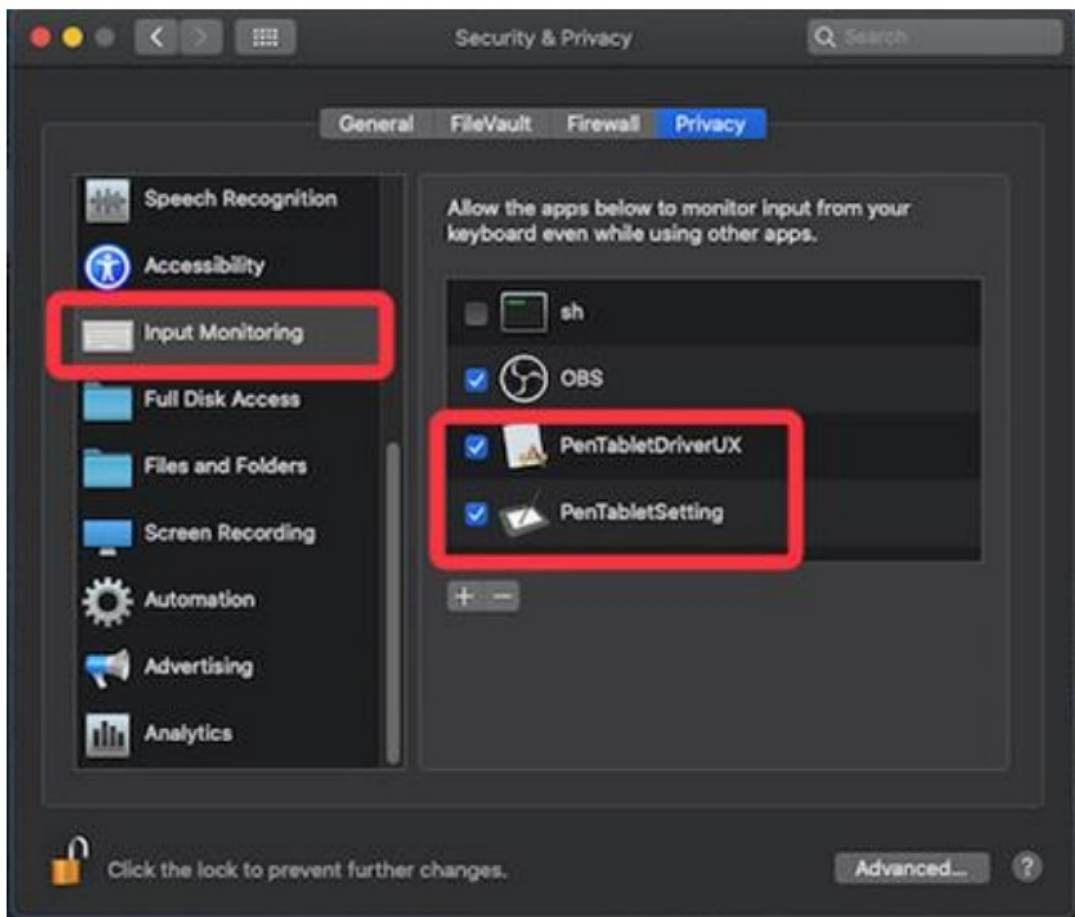 Security & Privacy
Search
General FileVault Firewall Privacy
Speech Recognition
Accessibility
Input Monitoring
Full Disk Access
Files and Folders
Screen Recording
Automation
Advertising
Analytics
Allow the apps below to monitor input from your
keyboard even while using other apps.
sh
OBS
PenTabletDriverUX
PenTabletSetting
+ −
Click the lock to prevent further changes.
Advanced...
?